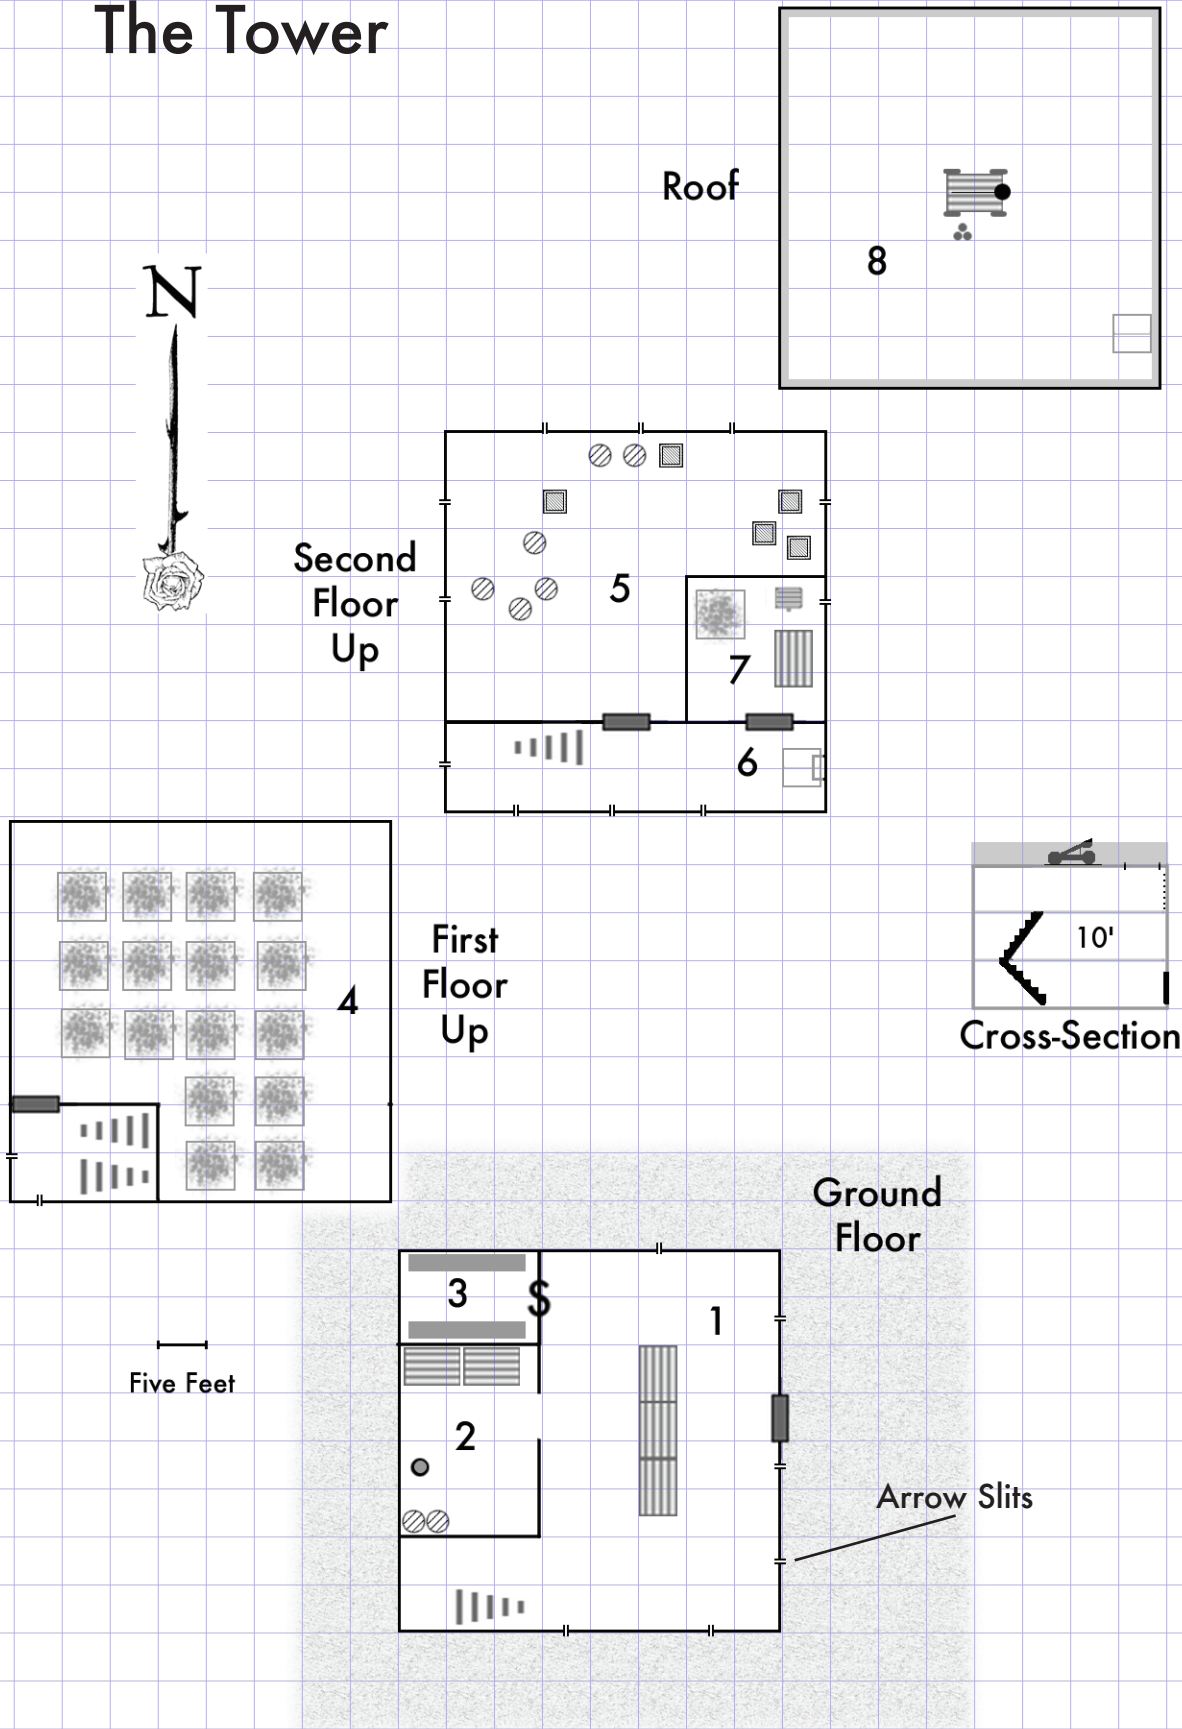 The Tower
Roof
8
N
Second
Floor
Up
5
7
6
First
Floor
Up
4
10'
Cross-Section
Ground
Floor
3
S
1
Five Feet
2
Arrow Slits